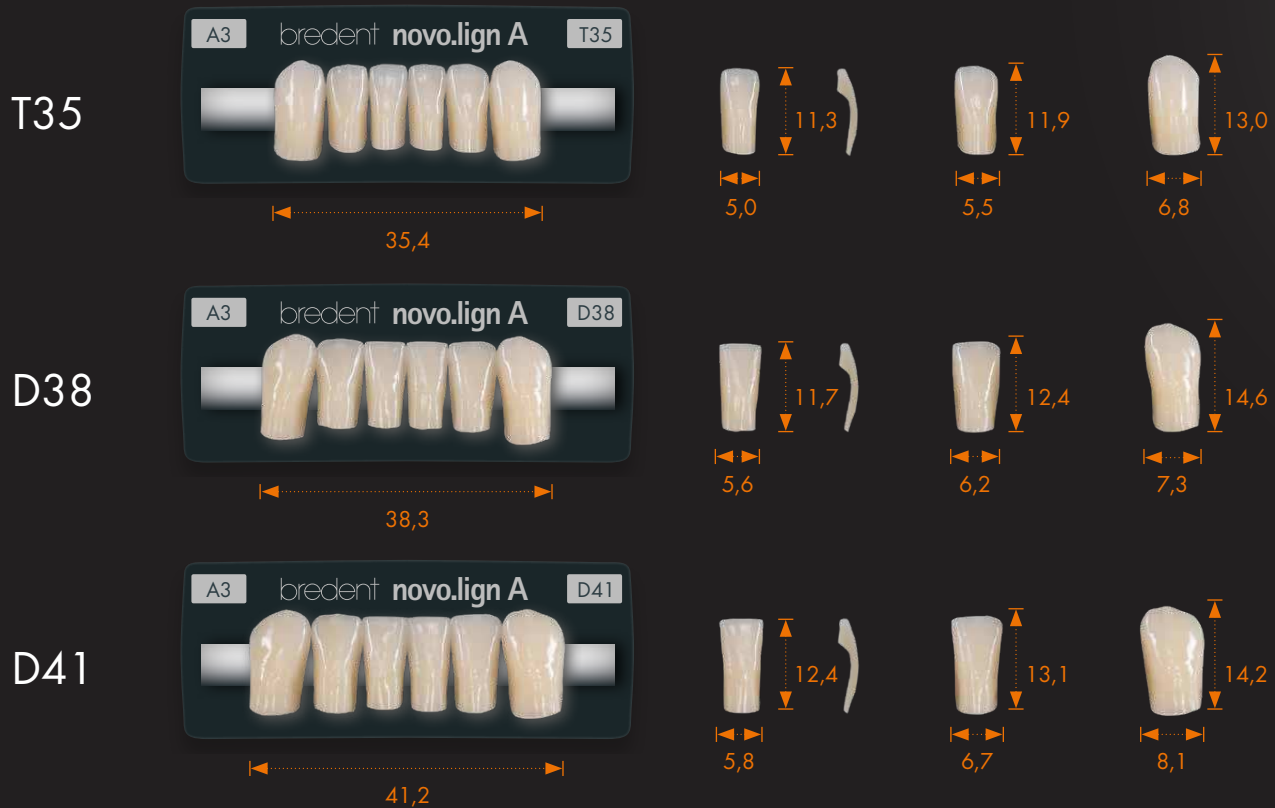 A3 bredent novo.lign A T35
T35
11,3 11,9 13,0
5,0 5,5 6,8
35,4
A3 bredent novo.lign A D38
D38
11,7 12,4 14,6
5,6 6,2 7,3
38,3
A3 bredent novo.lign A D41
D41
12,4 13,1 14,2
5,8 6,7 8,1
41,2